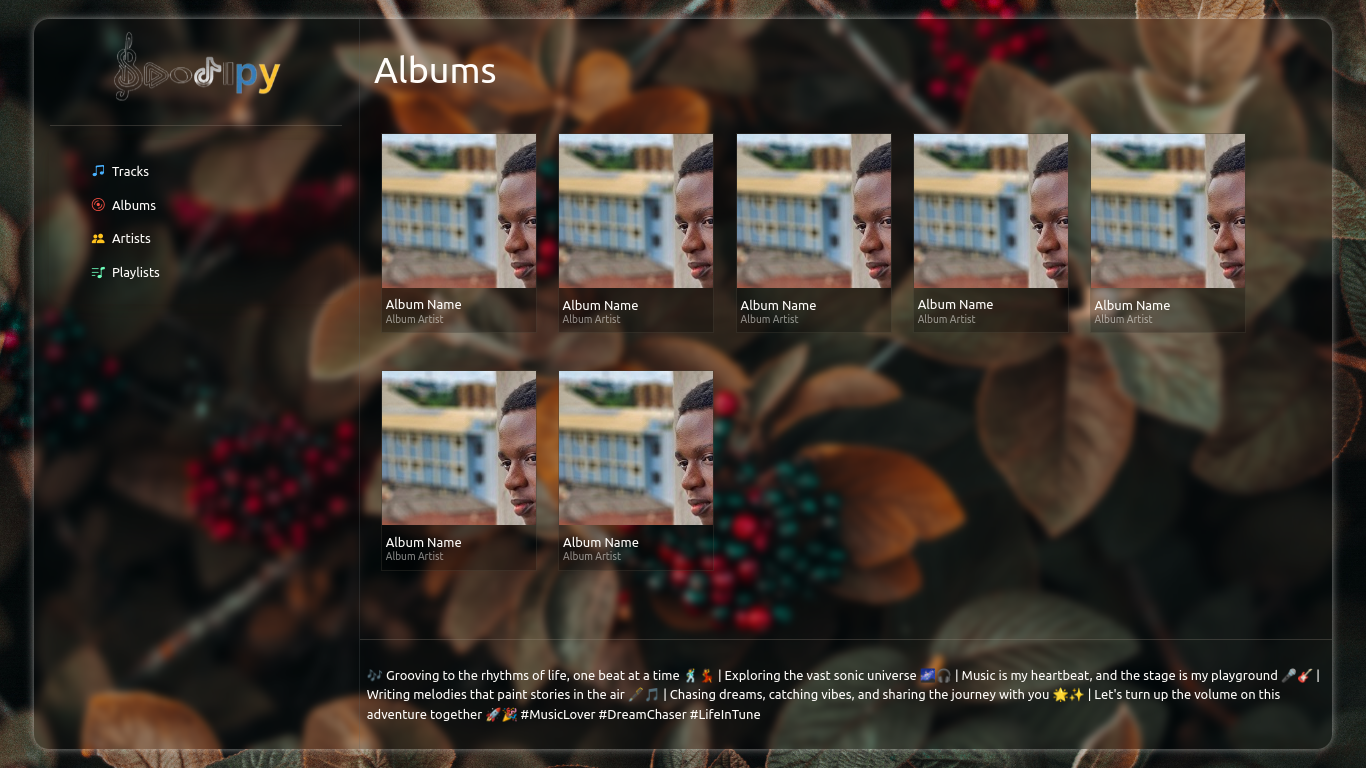 Albums
Tracks
Albums
Artists
Playlists
Album Name
Album Artist
Album Name
Album Artist
Album Name
Album Artist
Album Name
Album Artist
Album Name
Album Artist
Album Name
Album Artist
Album Name
Album Artist
🎶 Grooving to the rhythms of life, one beat at a time 🕺💃 | Exploring the vast sonic universe 🌌🎧 | Music is my heartbeat, and the stage is my playground 🎤🎸 |
Writing melodies that paint stories in the air 🖋️🎵 | Chasing dreams, catching vibes, and sharing the journey with you 🌟✨ | Let's turn up the volume on this
adventure together 🚀🎉 #MusicLover #DreamChaser #LifeInTune